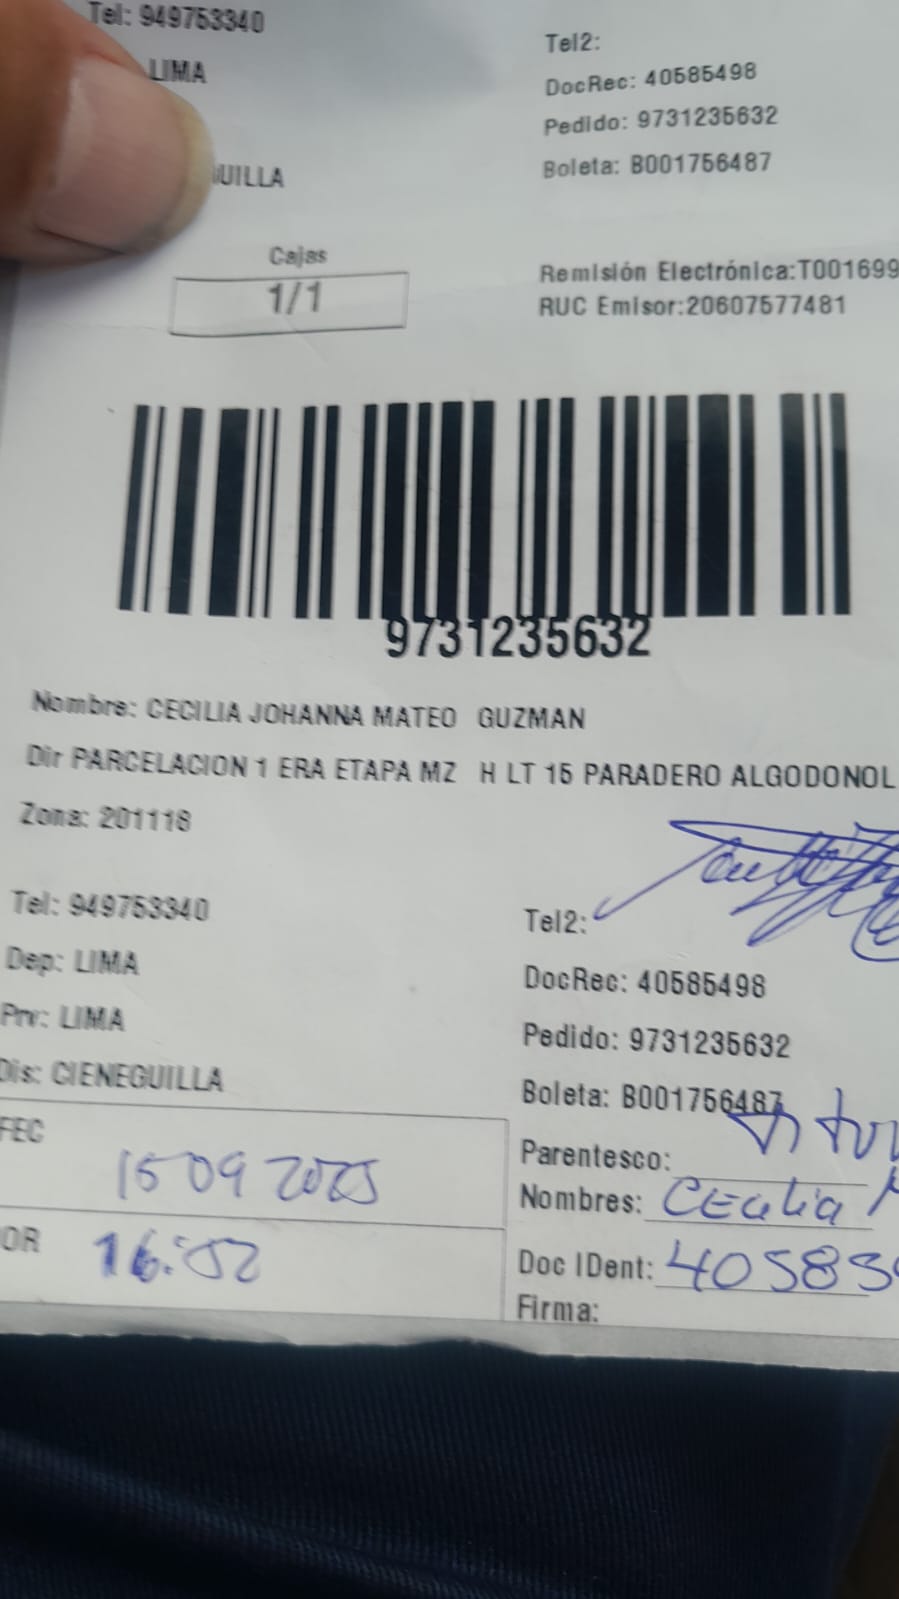 Tel: 949753340
Tel2:
LIMA
DocRec: 40585498
Pedido: 9731235632
UILLA
Boleta: B001756487
Cajas
1/1
Remisión Electrónica:T001699
RUC Emisor:20607577481
9731235632
Nombre: CECILIA JOHANNA MATEO GUZMAN
Dir PARCELACION 1 ERA ETAPA MZ H LT 15 PARADERO ALGODONOL
Zona: 201118
Tel: 949753340
Tel2:
Dep: LIMA
DocRec: 40585498
Prv: LIMA
Pedido: 9731235632
Dis: CIENEGUILLA
Boleta: B001756487
FEC
15 09 2025
Parentesco:
Nombres: Cecilia M
OR
16:52
Doc IDent: 405854
Firma: